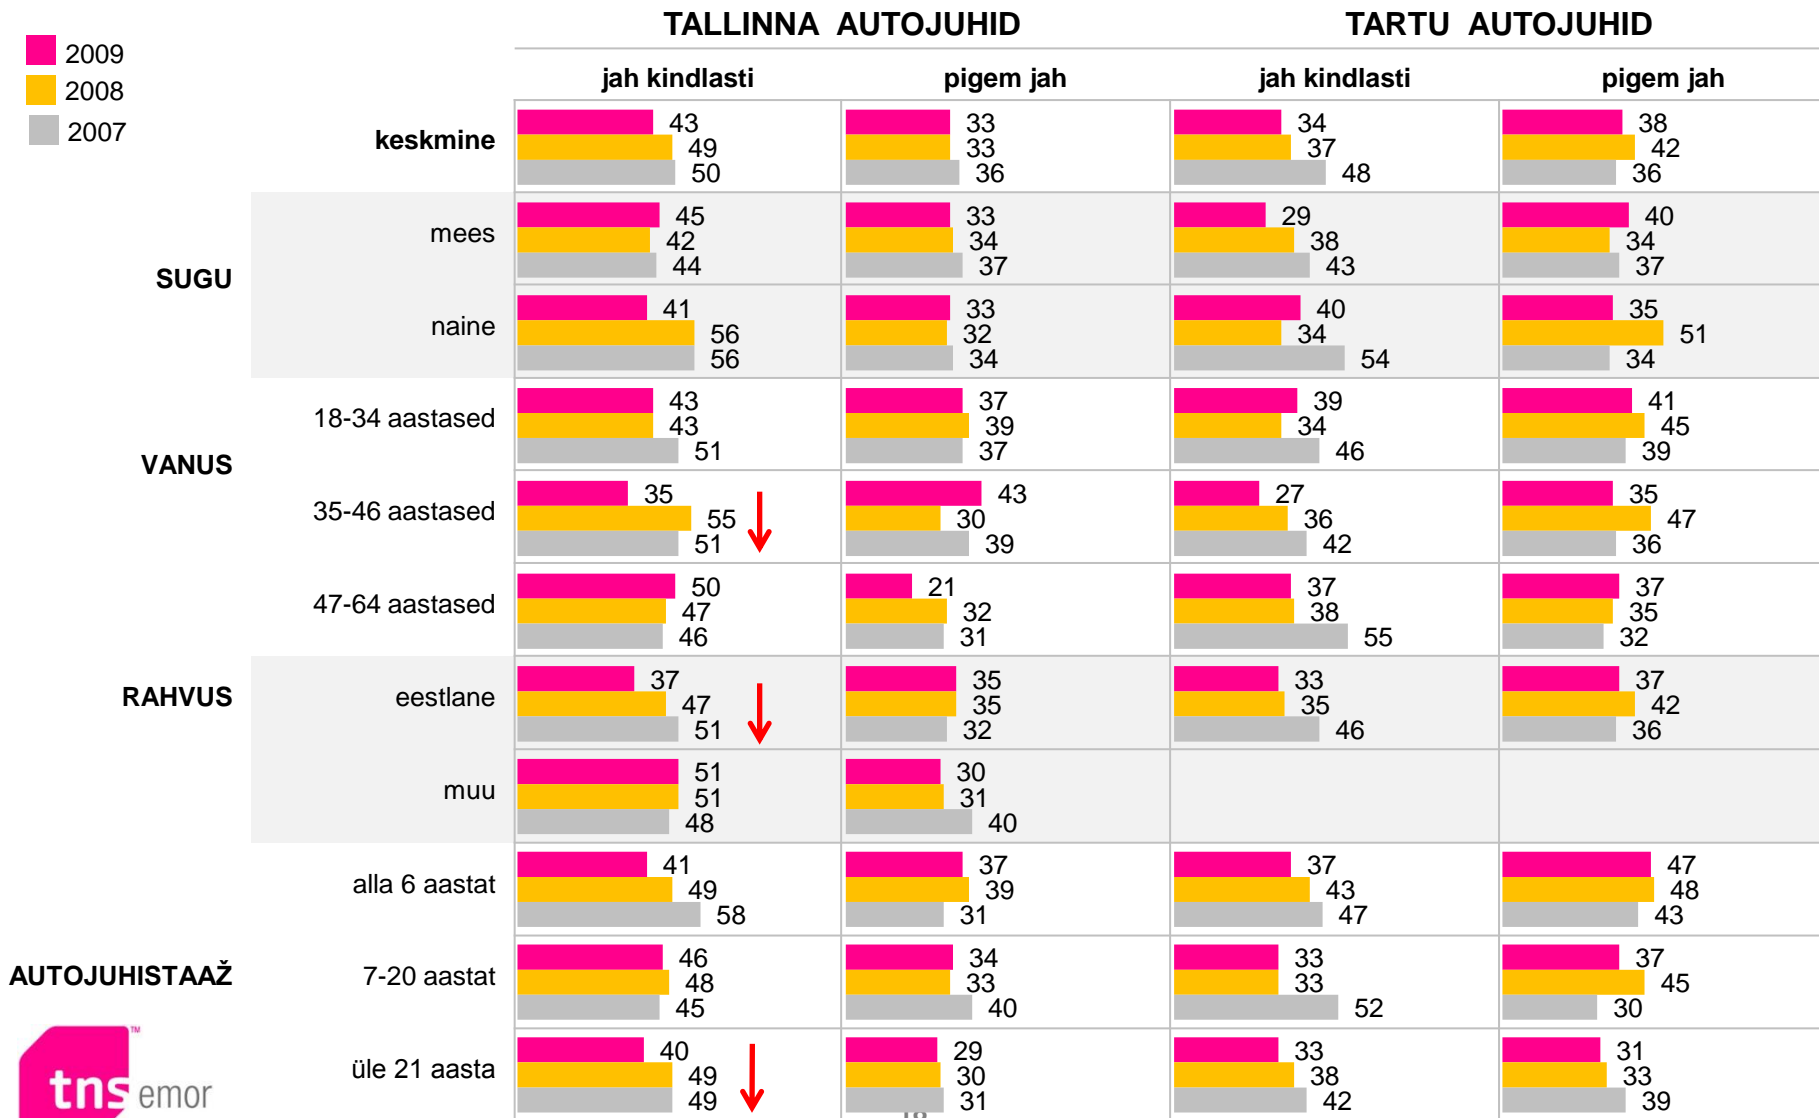 TALLINNA AUTOJUHID TARTU AUTOJUHID
2009
2008
2007
jah kindlasti pigem jah jah kindlasti pigem jah
keskmine
43 33 34 38
49 33 37 42
50 36 48 36
SUGU
mees
45 33 29 40
42 34 38 34
44 37 43 37
naine
41 33 40 35
56 32 34 51
56 34 54 34
VANUS
18-34 aastased
43 37 39 41
43 39 34 45
51 37 46 39
35-46 aastased
35 43 27 35
55 30 36 47
51 39 42 36
47-64 aastased
50 21 37 37
47 32 38 35
46 31 55 32
RAHVUS
eestlane
37 35 33 37
47 35 35 42
51 32 46 36
muu
51 30
51 31
48 40
AUTOJUHISTAAŽ
alla 6 aastat
41 37 37 47
49 39 43 48
58 31 47 43
7-20 aastat
46 34 33 37
48 33 33 45
45 40 52 30
üle 21 aasta
40 29 33 31
49 30 38 33
49 31 42 39
tns emor
TM